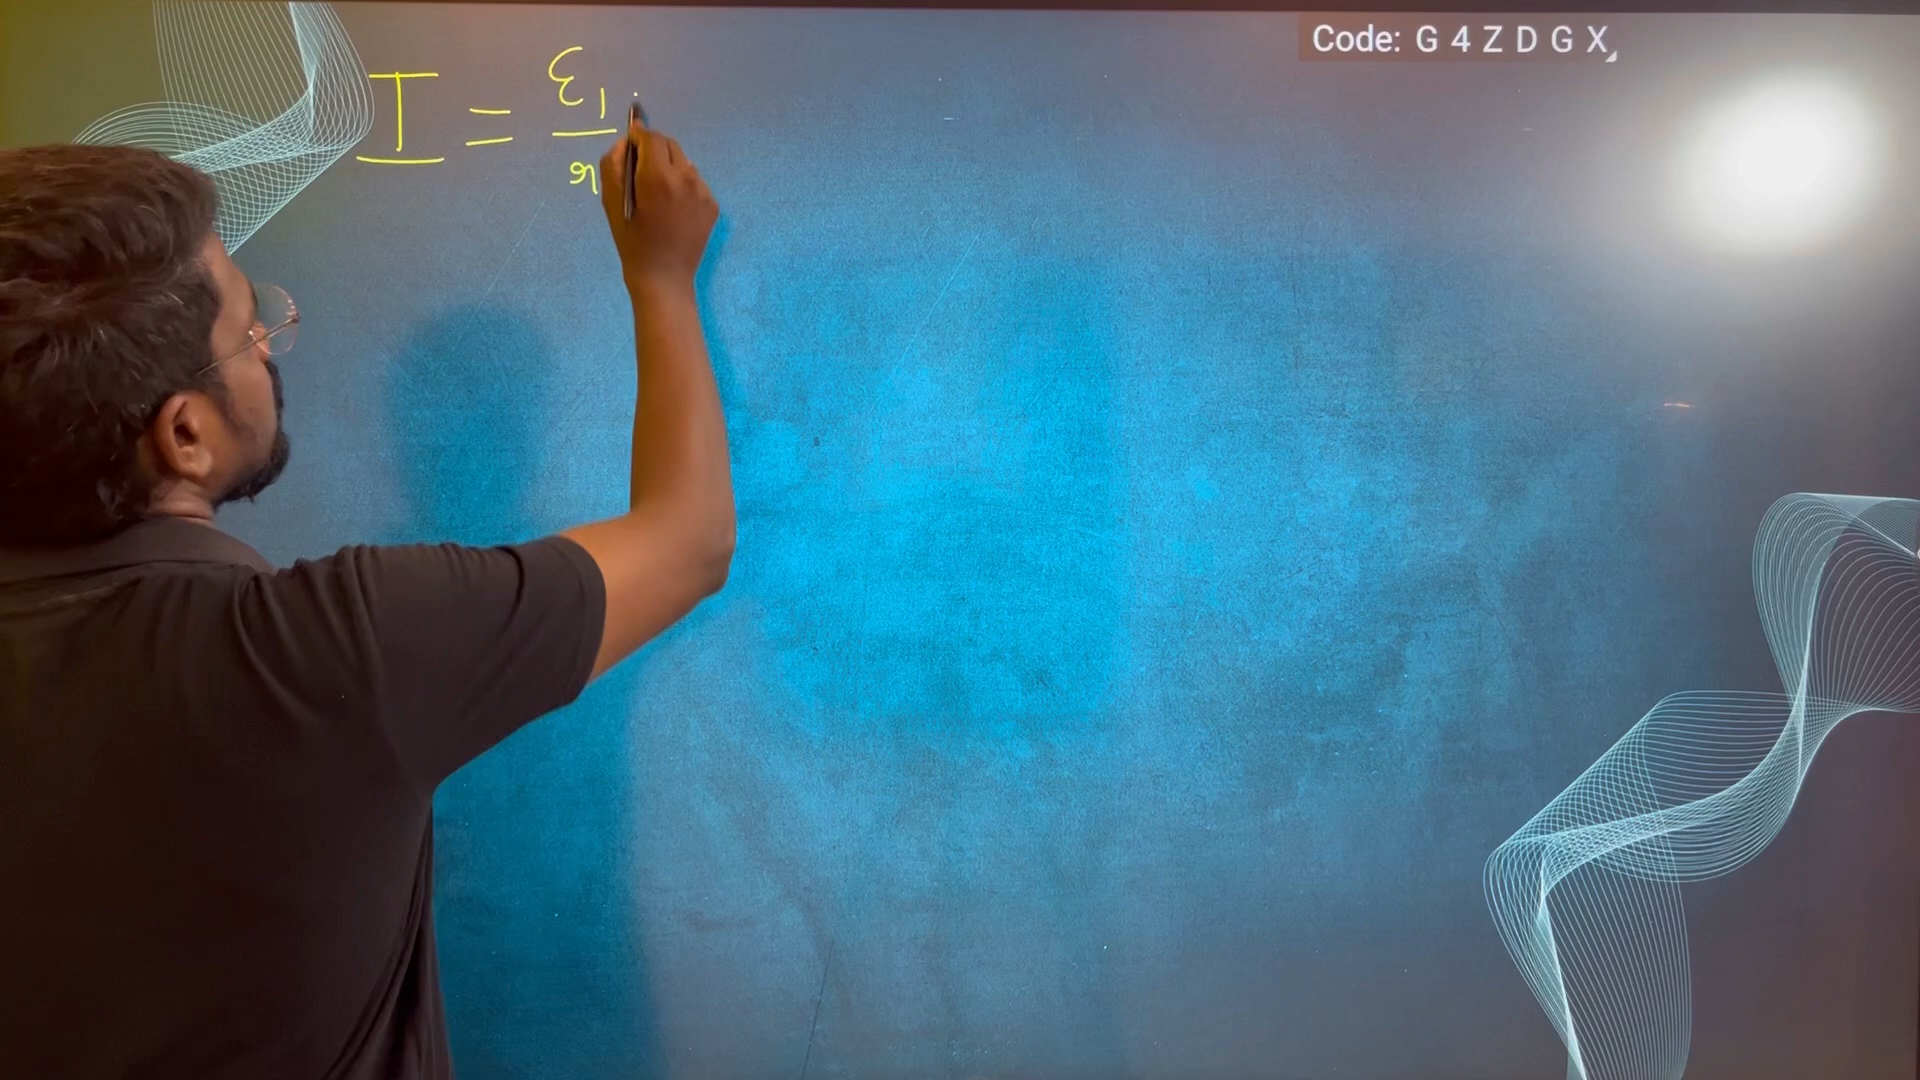 Code: G 4 Z D G X
I = ε₁ / r